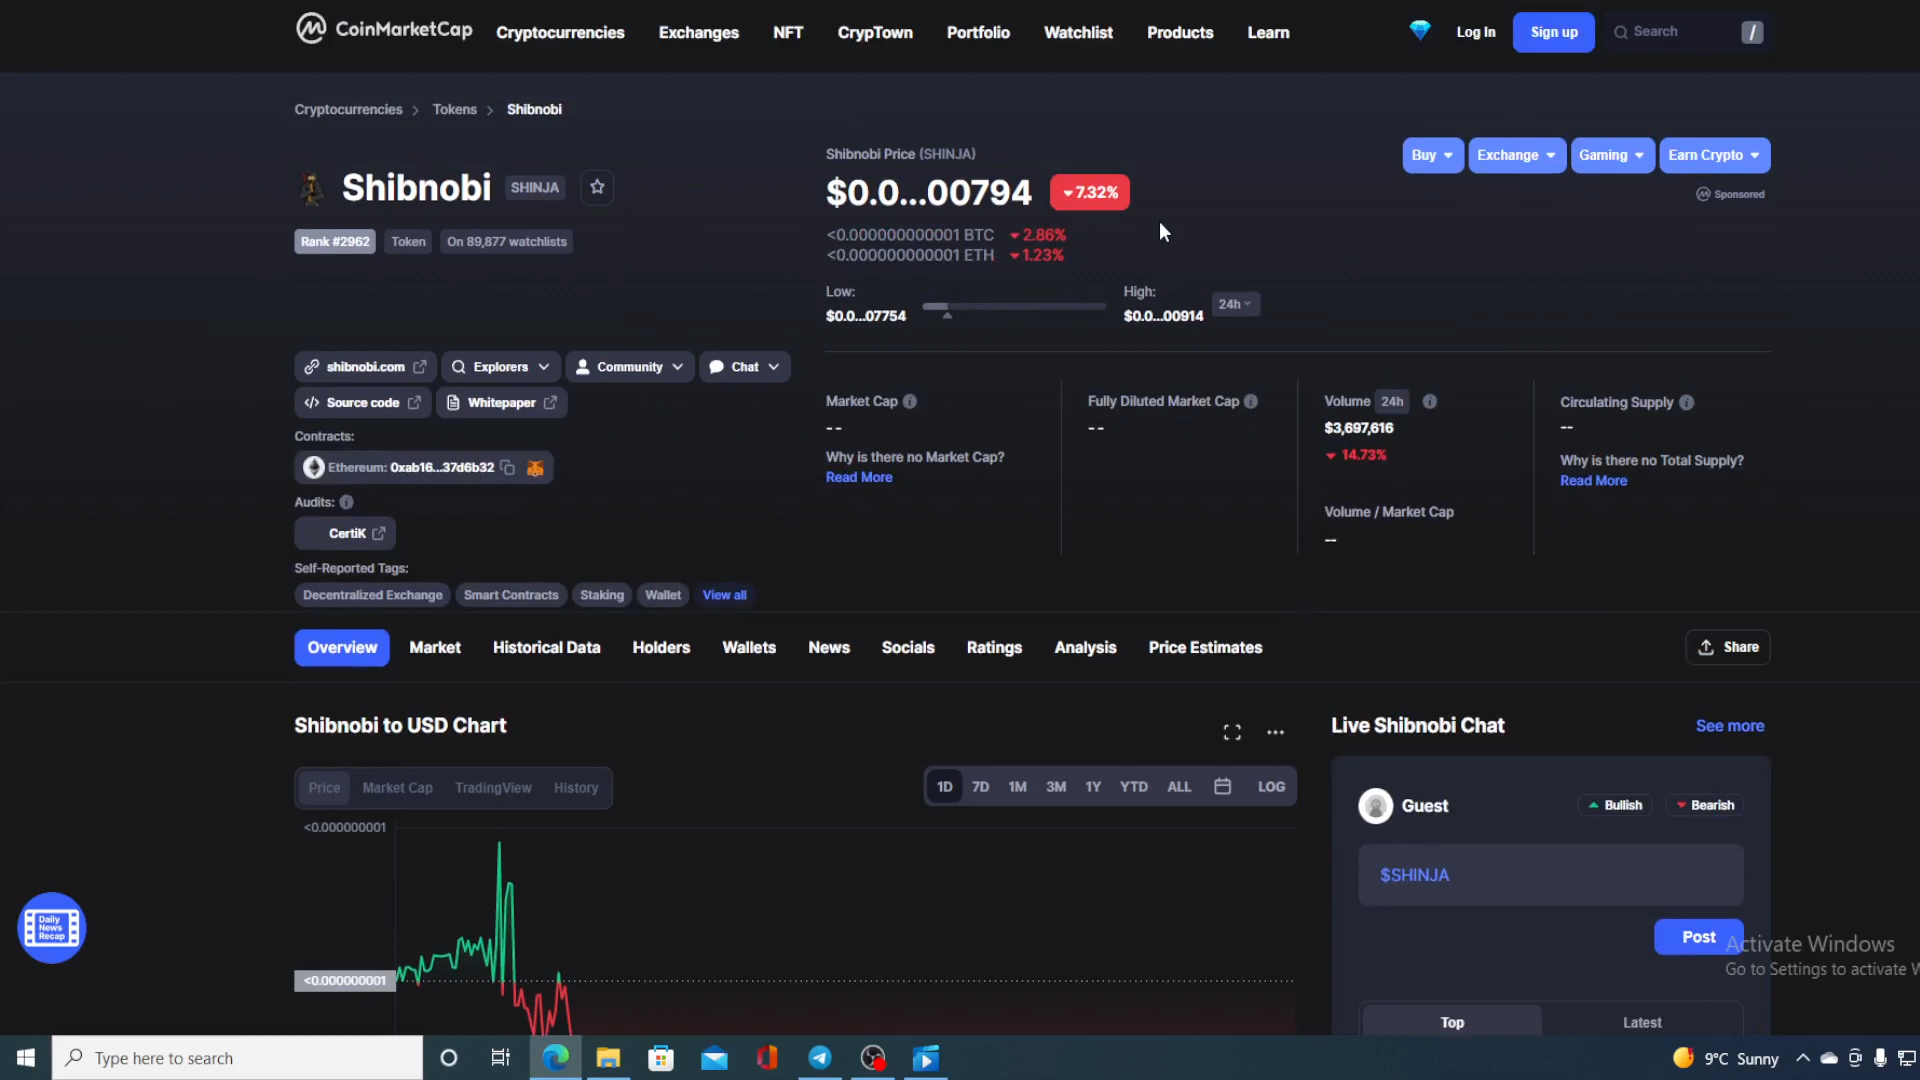 CoinMarketCap Cryptocurrencies Exchanges NFT CrypTown Portfolio Watchlist Products Learn Log In Sign up Search /
Cryptocurrencies > Tokens > Shibnobi
Shibnobi SHINJA
Rank #2962 Token On 89,877 watchlists
Shibnobi Price (SHINJA)
$0.0...00794 7.32%
<0.000000000001 BTC 2.86%
<0.000000000001 ETH 1.23%
Low:
$0.0...07754
High:
$0.0...00914
24h
Buy Exchange Gaming Earn Crypto
Sponsored
shibnobi.com Explorers Community Chat
Source code Whitepaper
Contracts:
Ethereum: 0xab16...37d6b32
Audits:
CertiK
Self-Reported Tags:
Decentralized Exchange Smart Contracts Staking Wallet View all
Market Cap
--
Why is there no Market Cap?
Read More
Fully Diluted Market Cap
--
Volume 24h
$3,697,616
14.73%
Volume / Market Cap
--
Circulating Supply
--
Why is there no Total Supply?
Read More
Overview Market Historical Data Holders Wallets News Socials Ratings Analysis Price Estimates Share
Shibnobi to USD Chart
Price Market Cap TradingView History
1D 7D 1M 3M 1Y YTD ALL LOG
<0.000000001
<0.000000001
Live Shibnobi Chat See more
Guest Bullish Bearish
$SHINJA
Post
Top Latest
Daily
News
Recap
Activate Windows
Go to Settings to activate W
Type here to search
9°C Sunny